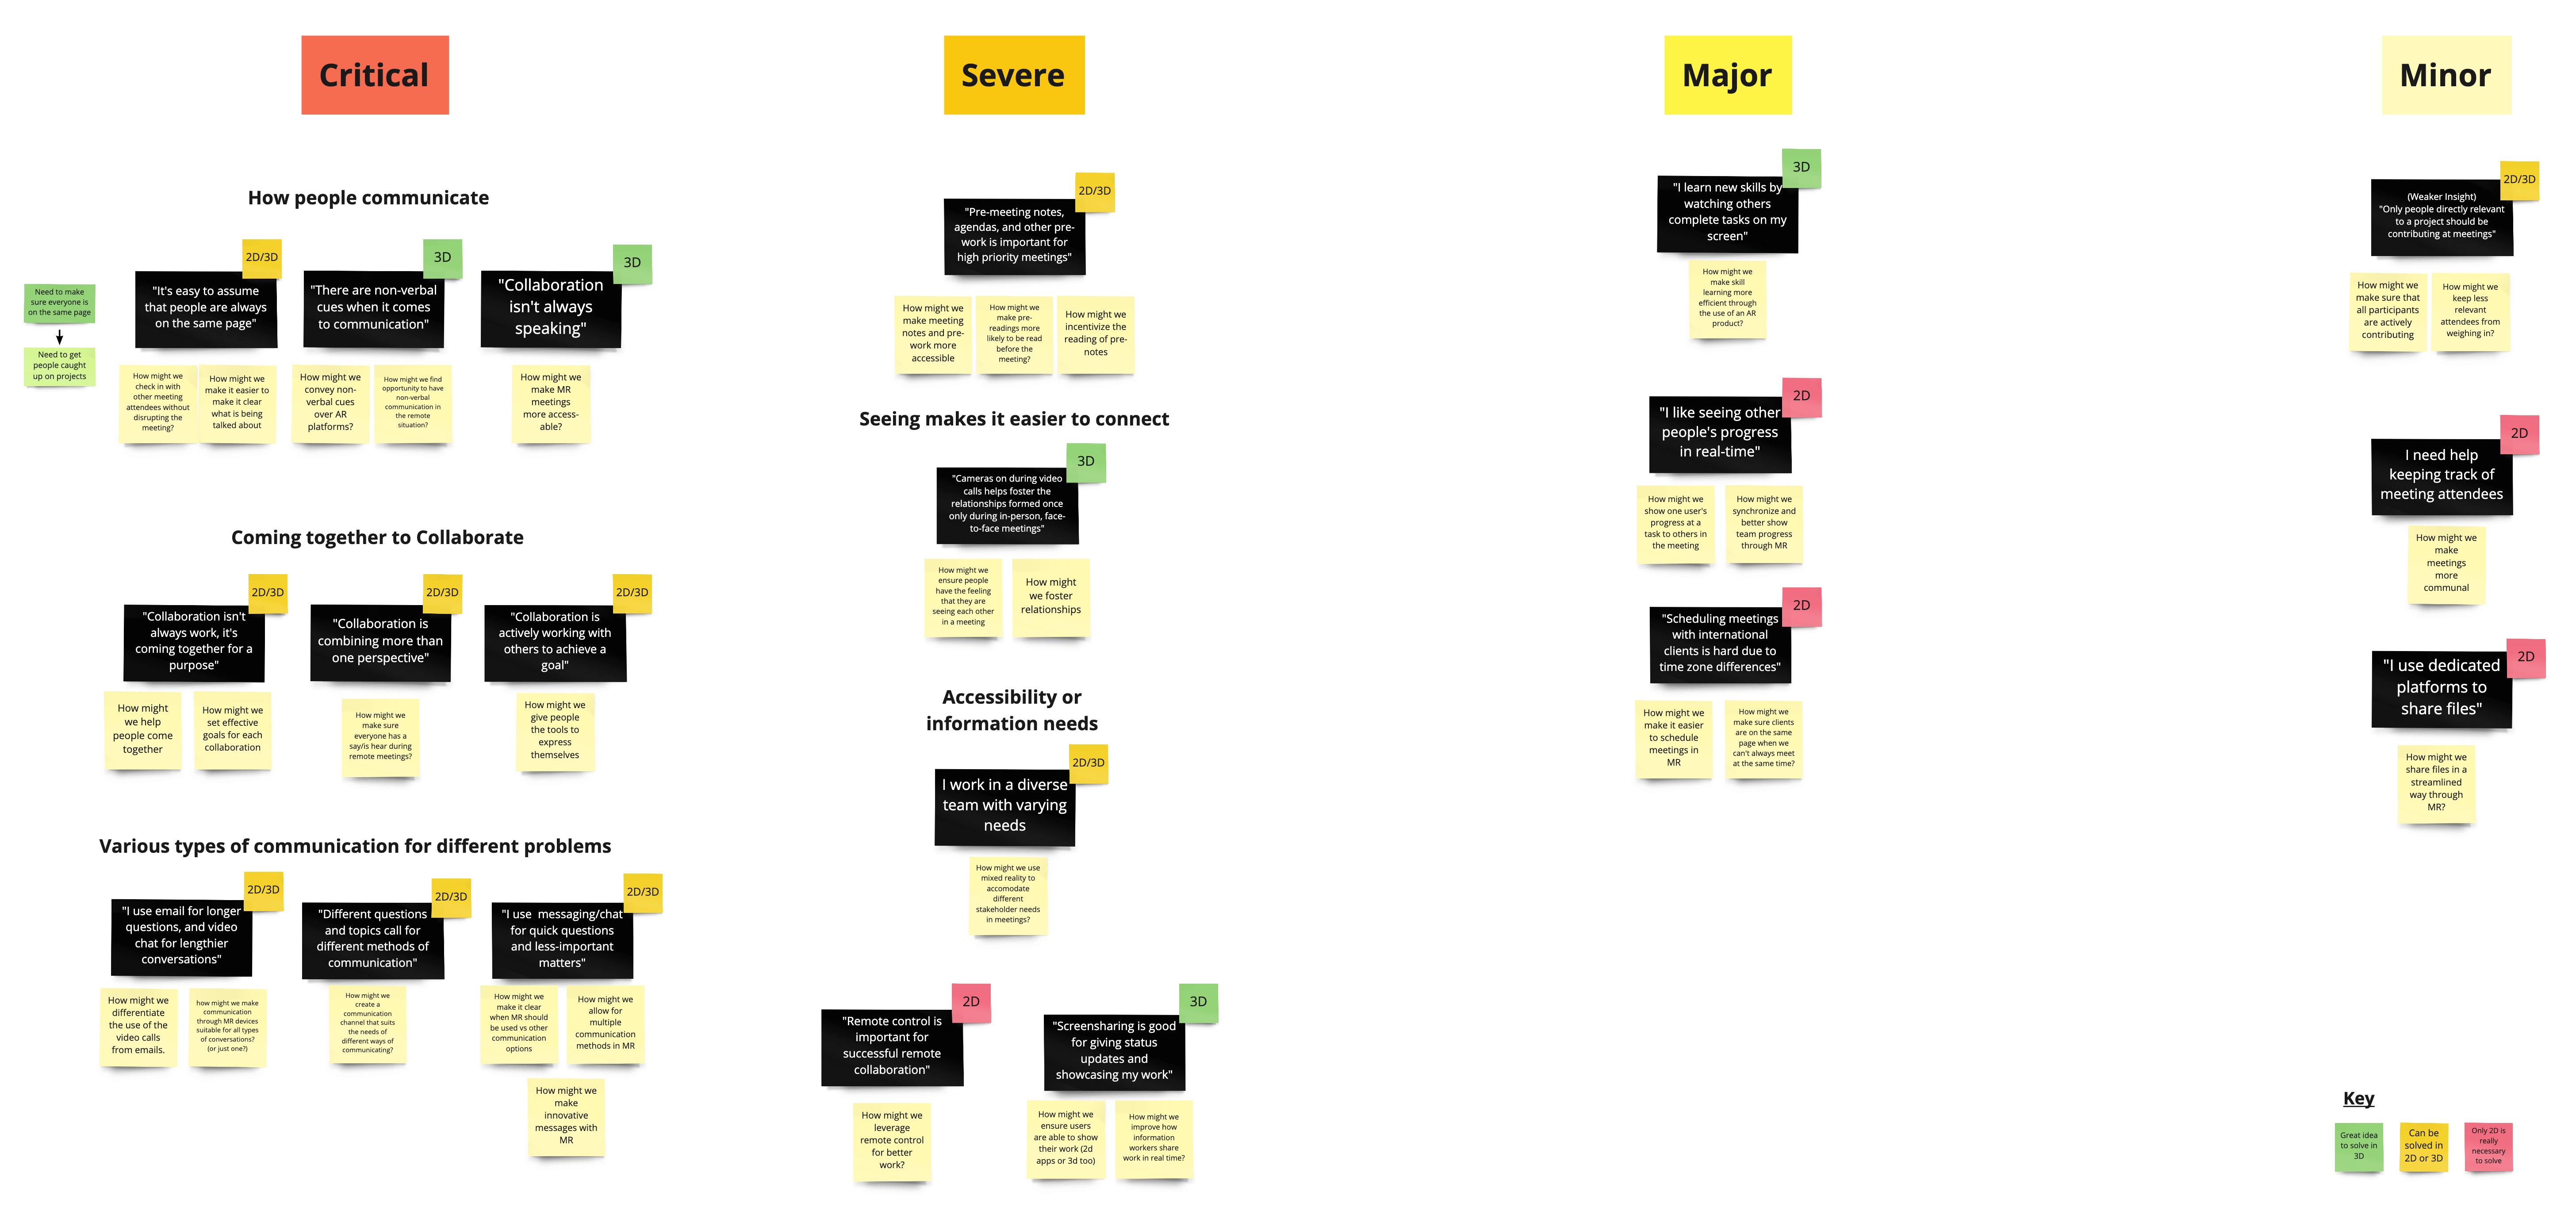 Critical
Severe
Major
Minor
How people communicate
Need to make
sure everyone is
on the same page
Need to get
people caught
up on projects
2D/3D
"It's easy to assume
that people are always
on the same page"
How might we
check in with
other meeting
attendees without
disrupting the
meeting?
How might we
make it easier to
make it clear
what is being
talked about
3D
"There are non-verbal
cues when it comes
to communication"
How might we
convey non-
verbal cues
over AR
platforms?
How might we find
opportunity to have
non-verbal
communication in
the remote
situation?
3D
"Collaboration
isn't always
speaking"
How might we
make MR
meetings
more access-
able?
Coming together to Collaborate
2D/3D
"Collaboration isn't
always work, it's
coming together for a
purpose"
How might
we help
people come
together
How might we
set effective
goals for each
collaboration
2D/3D
"Collaboration is
combining more than
one perspective"
How might we
make sure
everyone has a
say/is hear during
remote meetings?
2D/3D
"Collaboration is
actively working with
others to achieve a
goal"
How might we
give people
the tools to
express
themselves
Various types of communication for different problems
2D/3D
"I use email for longer
questions, and video
chat for lengthier
conversations"
How might we
differentiate
the use of the
video calls
from emails.
how might we make
communication
through MR devices
suitable for all types
of conversations?
(or just one?)
2D/3D
"Different questions
and topics call for
different methods of
communication"
How might we
create a
communication
channel that suits
the needs of
different ways of
communicating?
2D/3D
"I use messaging/chat
for quick questions
and less-important
matters"
How might we
make it clear
when MR should
be used vs other
communication
options
How might we
allow for
multiple
communication
methods in MR
How might we
make
innovative
messages with
MR
2D/3D
"Pre-meeting notes,
agendas, and other pre-
work is important for
high priority meetings"
How might we
make meeting
notes and pre-
work more
accessible
How might we
make pre-
readings more
likely to be read
before the
meeting?
How might we
incentivize the
reading of pre-
notes
Seeing makes it easier to connect
3D
"Cameras on during video
calls helps foster the
relationships formed once
only during in-person, face-
to-face meetings"
How might we
ensure people
have the feeling
that they are
seeing each other
in a meeting
How might
we foster
relationships
Accessibility or
information needs
2D/3D
I work in a diverse
team with varying
needs
How might we use
mixed reality to
accomodate
different
stakeholder needs
in meetings?
2D
"Remote control is
important for
successful remote
collaboration"
How might we
leverage
remote control
for better
work?
3D
"Screensharing is good
for giving status
updates and
showcasing my work"
How might we
ensure users
are able to show
their work (2d
apps or 3d too)
How might we
improve how
information
workers share
work in real time?
3D
"I learn new skills by
watching others
complete tasks on my
screen"
How might we
make skill
learning more
efficient through
the use of an AR
product?
2D
"I like seeing other
people's progress
in real-time"
How might we
show one user's
progress at a
task to others in
the meeting
How might we
synchronize and
better show
team progress
through MR
2D
"Scheduling meetings
with international
clients is hard due to
time zone differences"
How might we
make it easier
to schedule
meetings in
MR
How might we
make sure clients
are on the same
page when we
can't always meet
at the same time?
2D/3D
(Weaker Insight)
"Only people directly relevant
to a project should be
contributing at meetings"
How might we
make sure that
all participants
are actively
contributing
How might we
keep less
relevant
attendees from
weighing in?
2D
I need help
keeping track of
meeting attendees
How might we
make
meetings
more
communal
2D
"I use dedicated
platforms to
share files"
How might we
share files in a
streamlined
way through
MR?
Key
Great idea
to solve in
3D
Can be
solved in
2D or 3D
Only 2D is
really
necessary
to solve